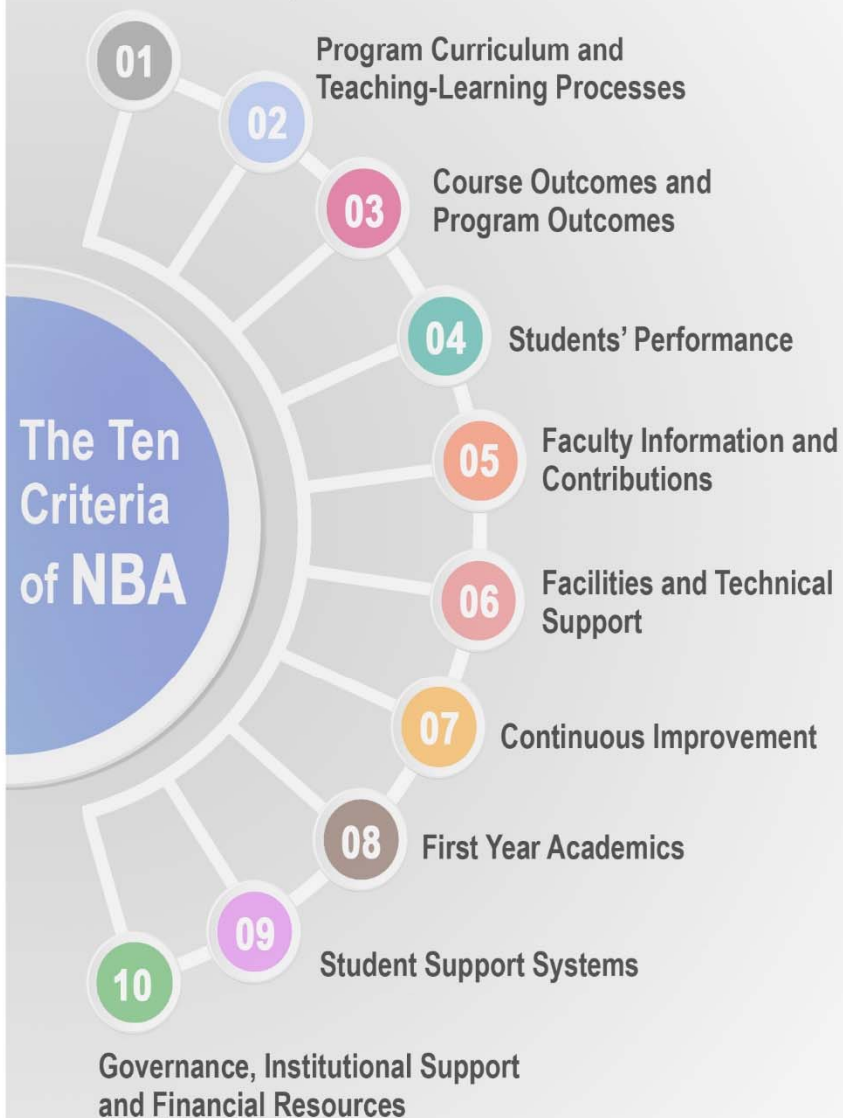 The Ten
Criteria
of NBA
01
02
Program Curriculum and
Teaching-Learning Processes
03
Course Outcomes and
Program Outcomes
04
Students’ Performance
05
Faculty Information and
Contributions
06
Facilities and Technical
Support
07
Continuous Improvement
08
First Year Academics
09
Student Support Systems
10
Governance, Institutional Support
and Financial Resources